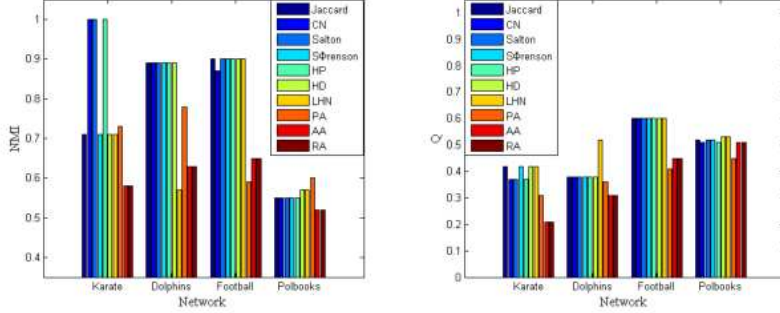 1
0.9
0.8
0.7
0.6
0.5
0.4
NMI
Karate
Dolphins
Football
Polbooks
Network
Jaccard
CN
Salton
SΦrenson
HP
HD
LHN
PA
AA
RA
1
0.9
0.8
0.7
0.6
0.5
0.4
0.3
0.2
0.1
0
Q
Karate
Dolphins
Football
Polbooks
Network
Jaccard
CN
Salton
SΦrenson
HP
HD
LHN
PA
AA
RA